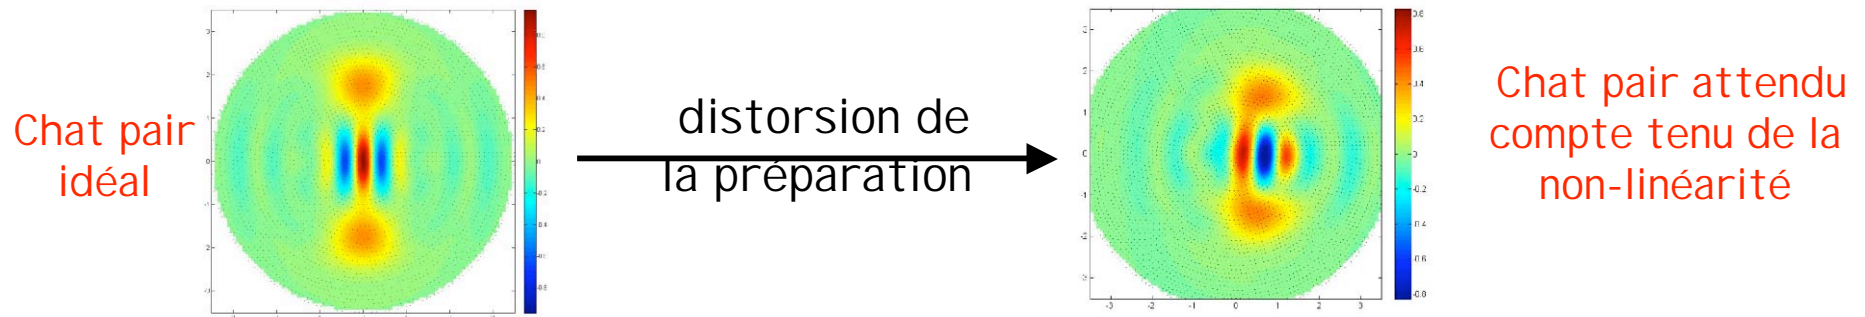 Chat pair
idéal
distorsion de
la préparation
Chat pair attendu
compte tenu de la
non-linéarité